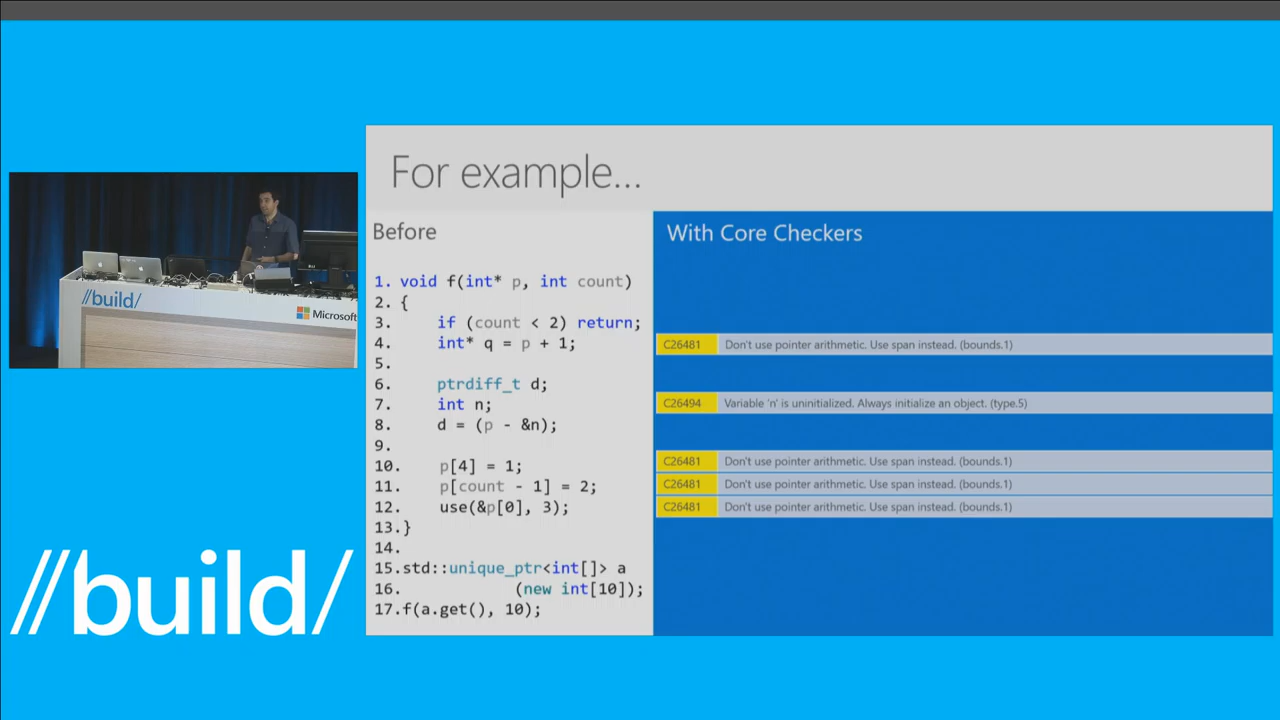 For example...
Before
1. void f(int* p, int count)
2. {
3. if (count < 2) return;
4. int* q = p + 1;
5.
6. ptrdiff_t d;
7. int n;
8. d = (p - &n);
9.
10. p[4] = 1;
11. p[count - 1] = 2;
12. use(&p[0], 3);
13.}
14.
15.std::unique_ptr<int[]> a
16. (new int[10]);
17.f(a.get(), 10);
With Core Checkers
C26481 Don't use pointer arithmetic. Use span instead. (bounds.1)
C26494 Variable 'n' is uninitialized. Always initialize an object. (type.5)
C26481 Don't use pointer arithmetic. Use span instead. (bounds.1)
C26481 Don't use pointer arithmetic. Use span instead. (bounds.1)
C26481 Don't use pointer arithmetic. Use span instead. (bounds.1)
//build/
Microsoft
//build/